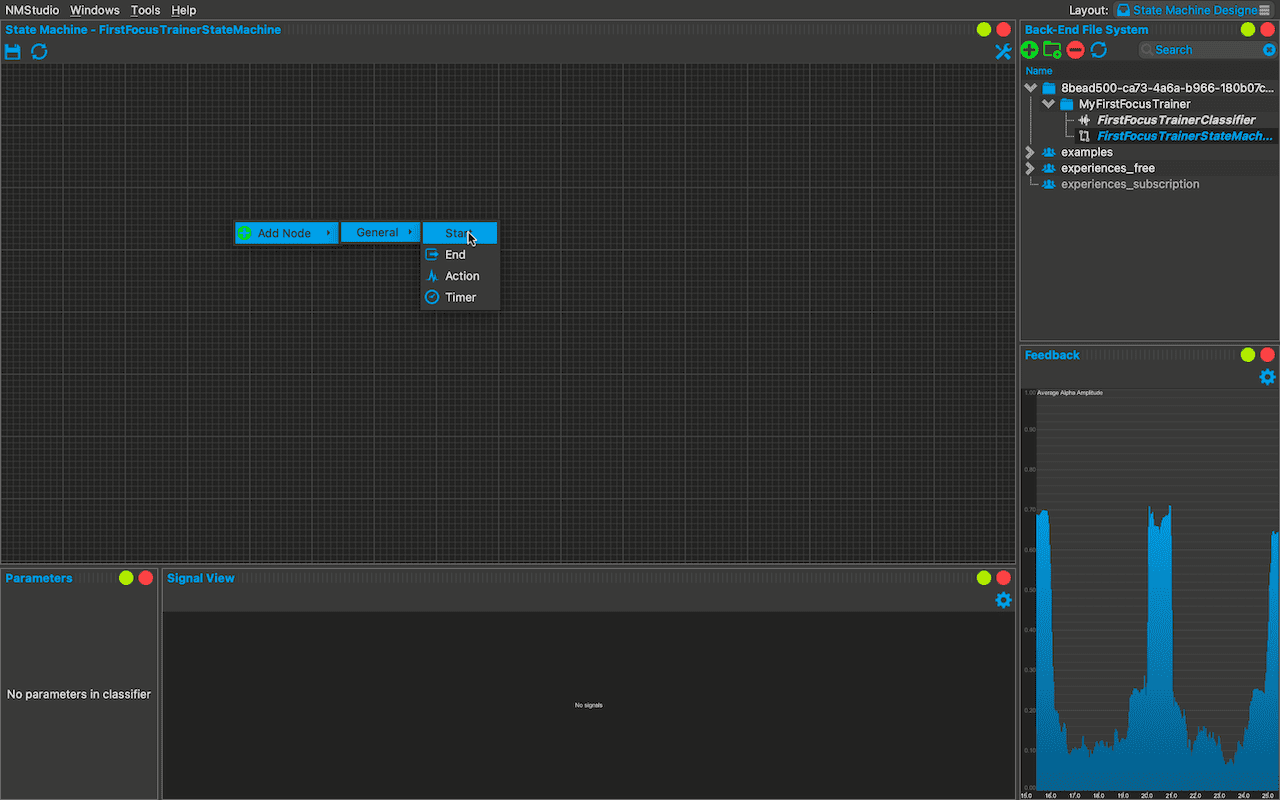 NMStudio Windows Tools Help
Layout: State Machine Designe
State Machine - FirstFocusTrainerStateMachine
Add Node
General
Start
End
Action
Timer
Back-End File System
Search
Name
8bead500-ca73-4a6a-b966-180b07c...
MyFirstFocusTrainer
FirstFocusTrainerClassifier
FirstFocusTrainerStateMach...
examples
experiences_free
experiences_subscription
Feedback
1.00 Average Alpha Amplitude
0.90
0.80
0.70
0.60
0.50
0.40
0.30
0.20
0.10
0.00
15.0 16.0 17.0 18.0 19.0 20.0 21.0 22.0 23.0 24.0 25.0
Parameters
No parameters in classifier
Signal View
No signals